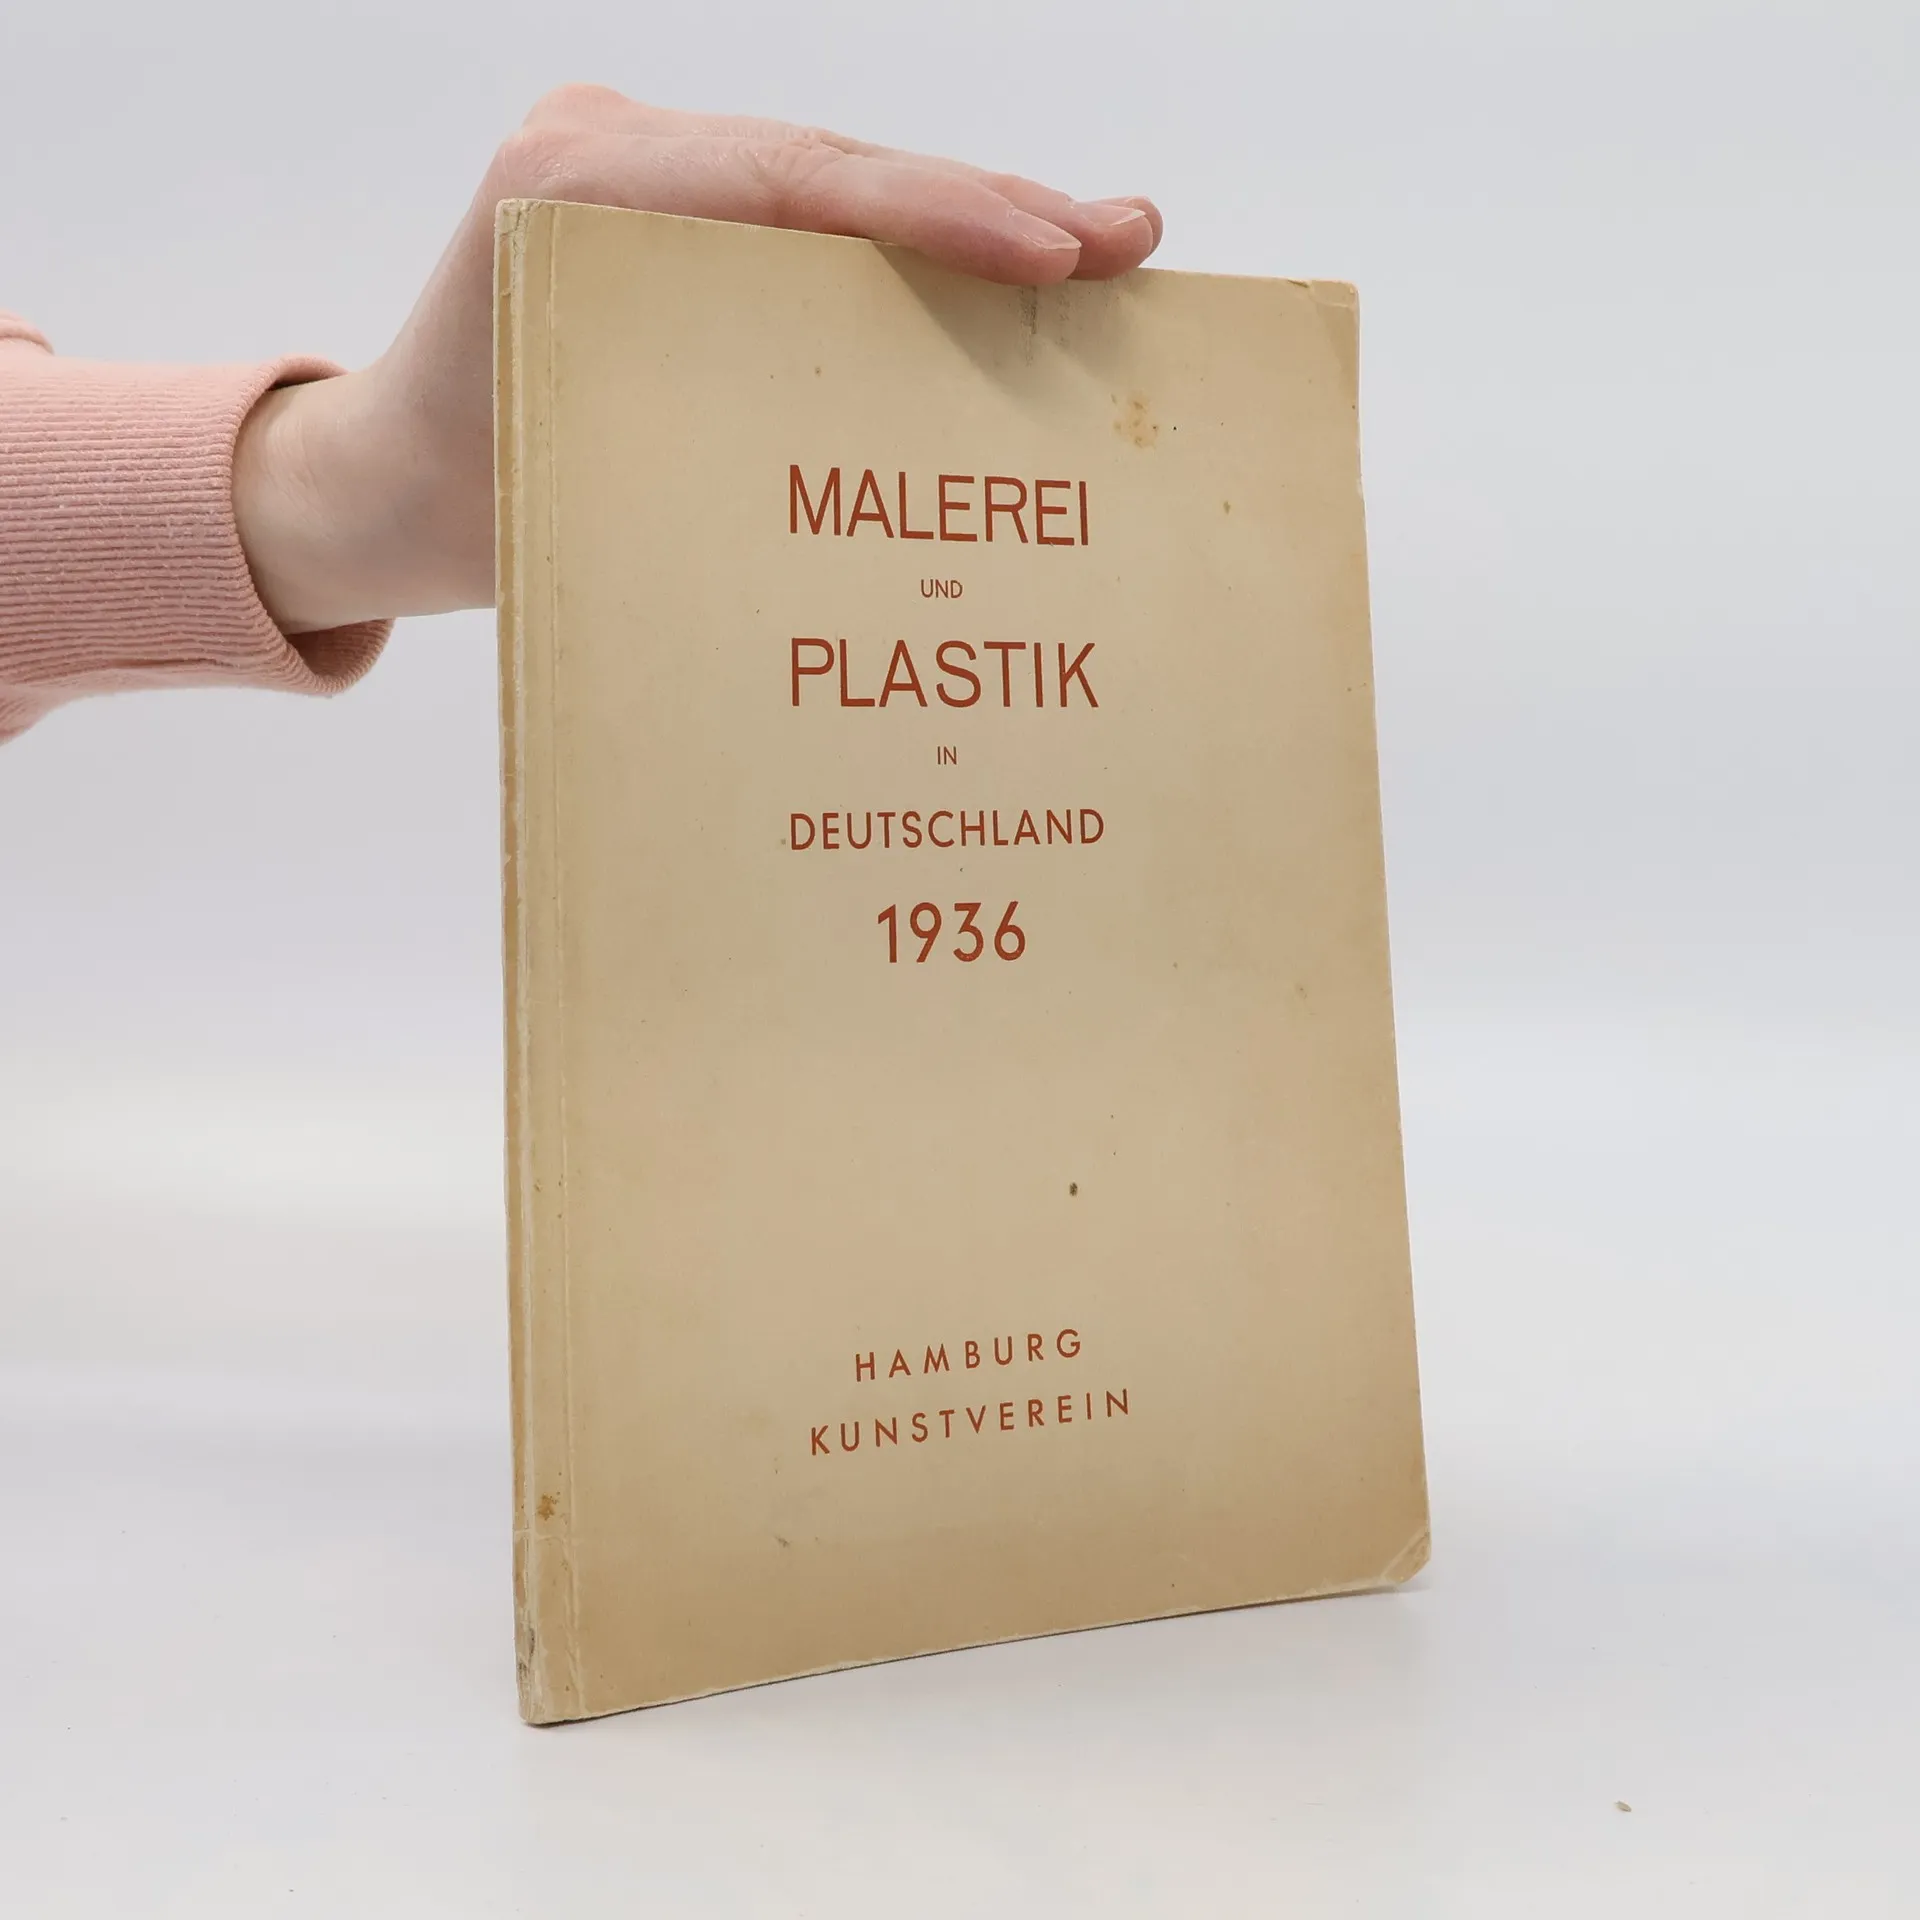 MALEREI
UND
PLASTIK
IN
DEUTSCHLAND
1936
HAMBURG
KUNSTVEREIN